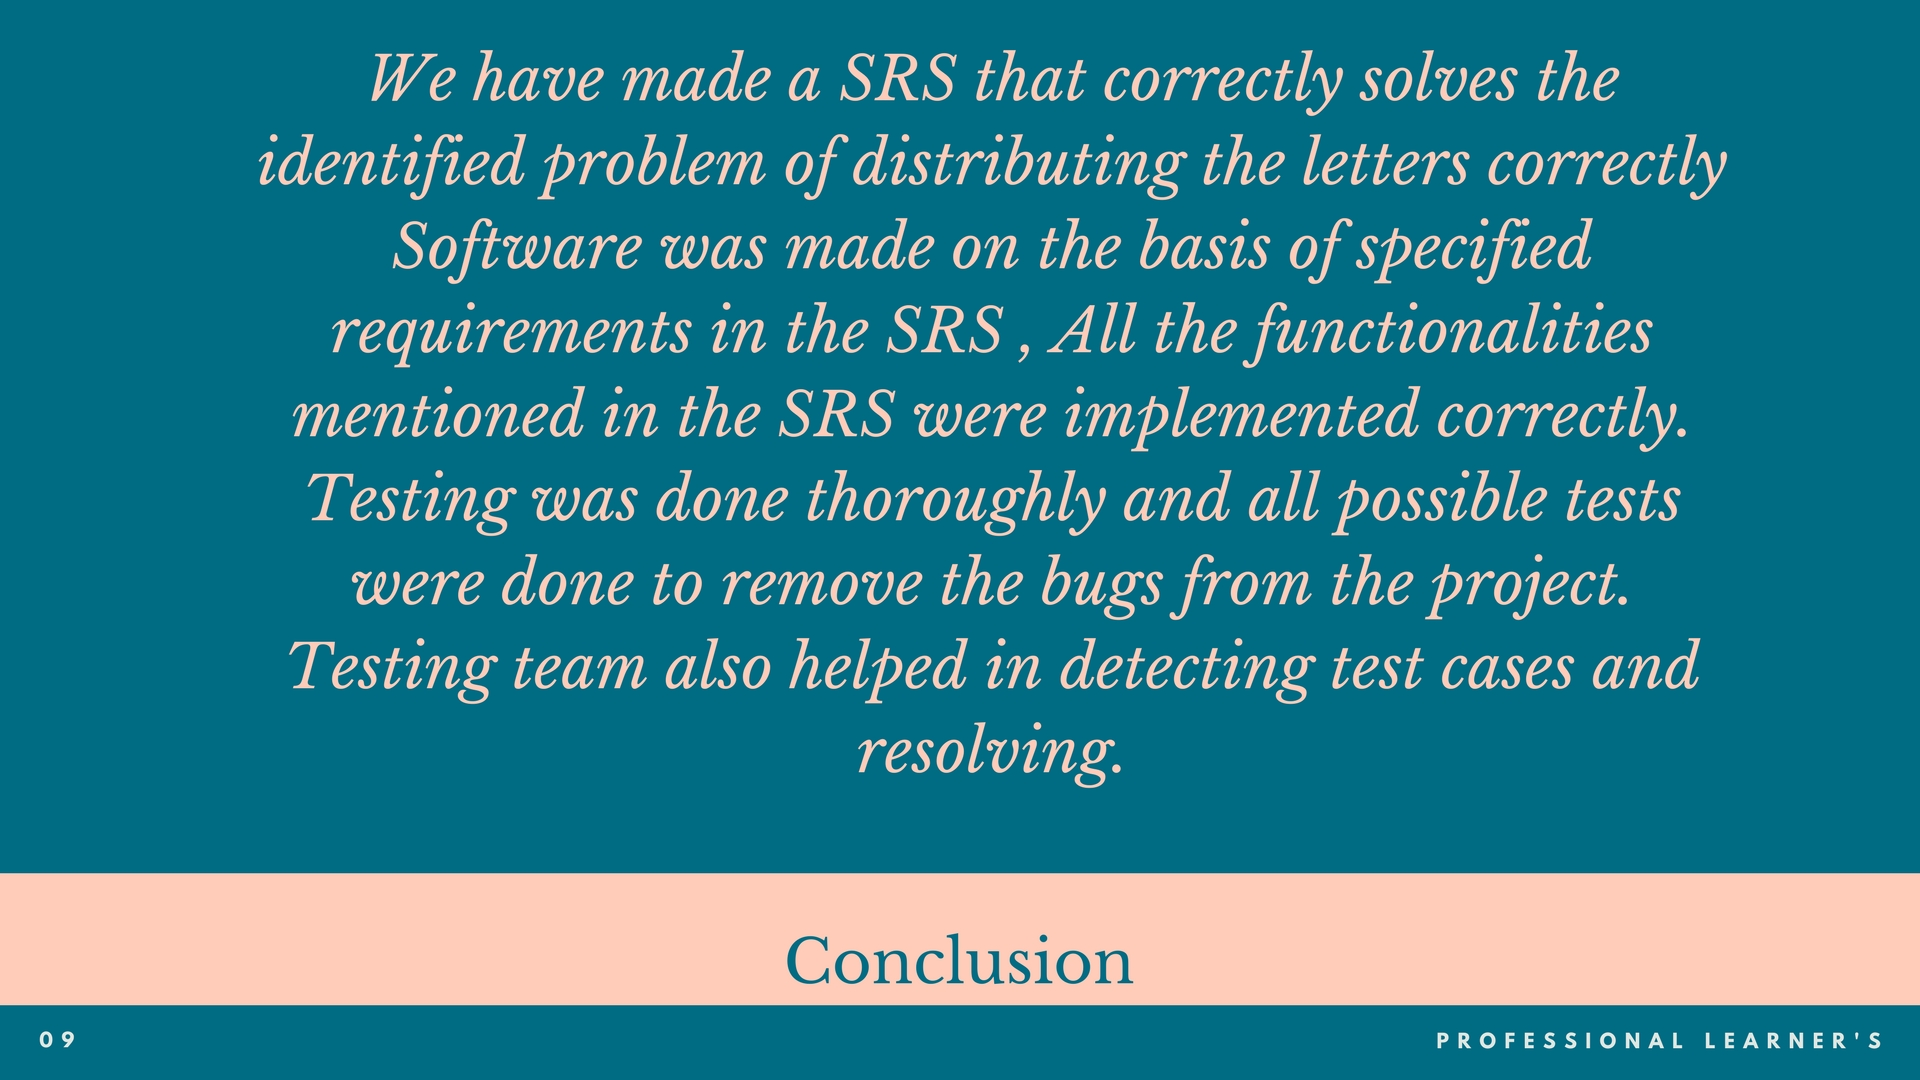 We have made a SRS that correctly solves the
identified problem of distributing the letters correctly
Software was made on the basis of specified
requirements in the SRS , All the functionalities
mentioned in the SRS were implemented correctly.
Testing was done thoroughly and all possible tests
were done to remove the bugs from the project.
Testing team also helped in detecting test cases and
resolving.
Conclusion
09
PROFESSIONAL LEARNER'S